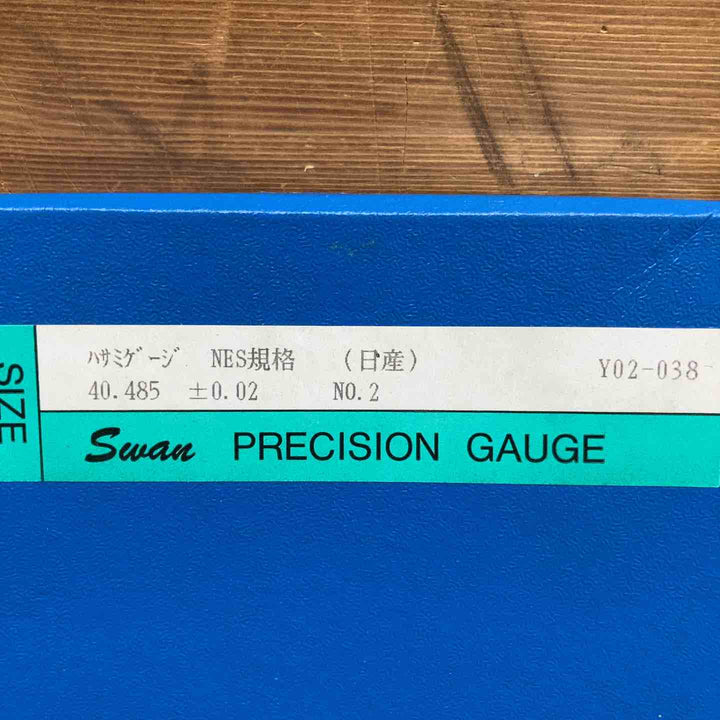 SIZE
ﾊｻﾐｹﾞｰｼﾞ NES規格 （日産） Y02-038
40.485 ±0.02 NO.2
Swan PRECISION GAUGE